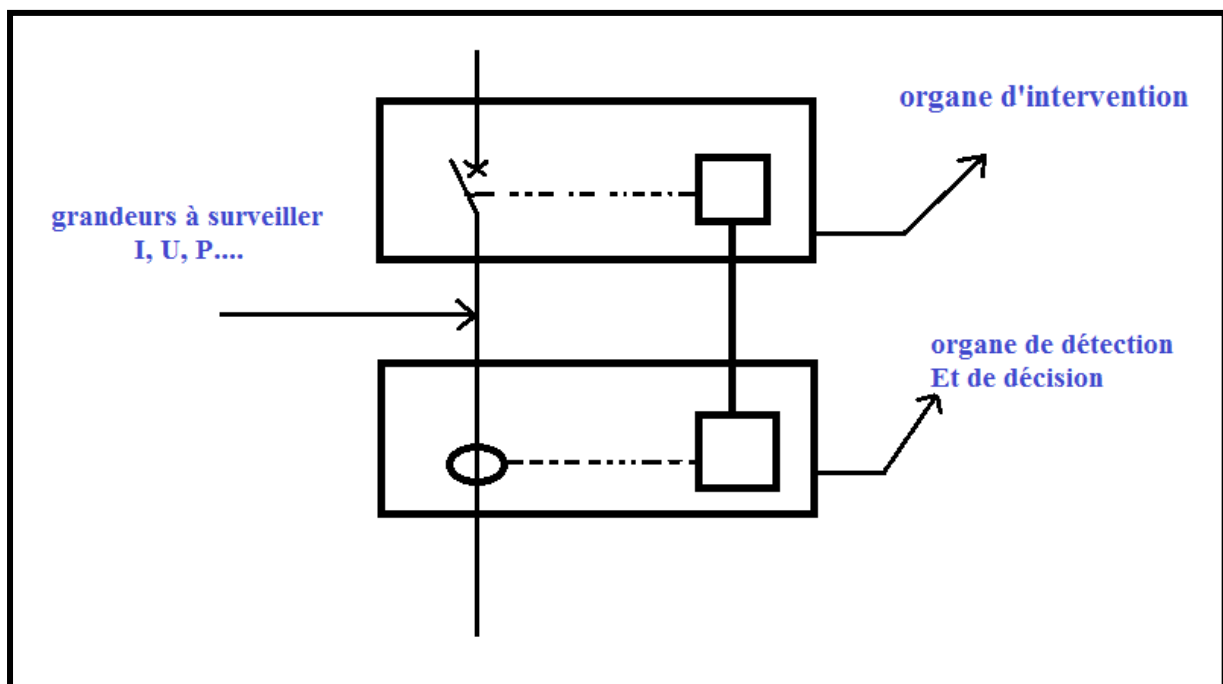 organe d'intervention
grandeurs à surveiller
I, U, P....
organe de détection
Et de décision